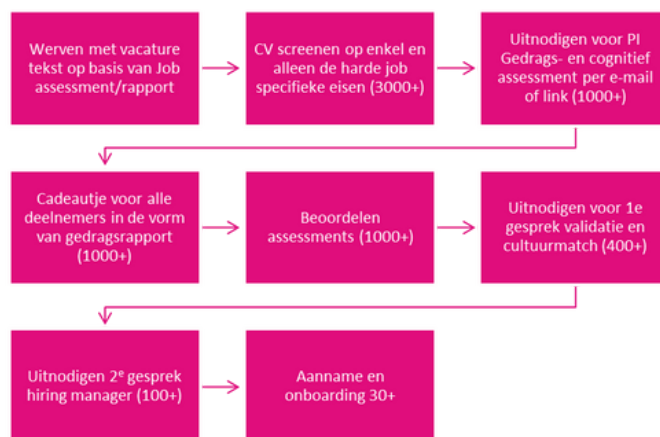 Werven met vacature
tekst op basis van Job
assessment/rapport
CV screenen op enkel en
alleen de harde job
specifieke eisen (3000+)
Uitnodigen voor PI
Gedrags- en cognitief
assessment per e-mail
of link (1000+)
Cadeautje voor alle
deelnemers in de vorm
van gedragsrapport
(1000+)
Beoordelen
assessments (1000+)
Uitnodigen voor 1e
gesprek validatie en
cultuurmatch (400+)
Uitnodigen 2ᵉ gesprek
hiring manager (100+)
Aanname en
onboarding 30+